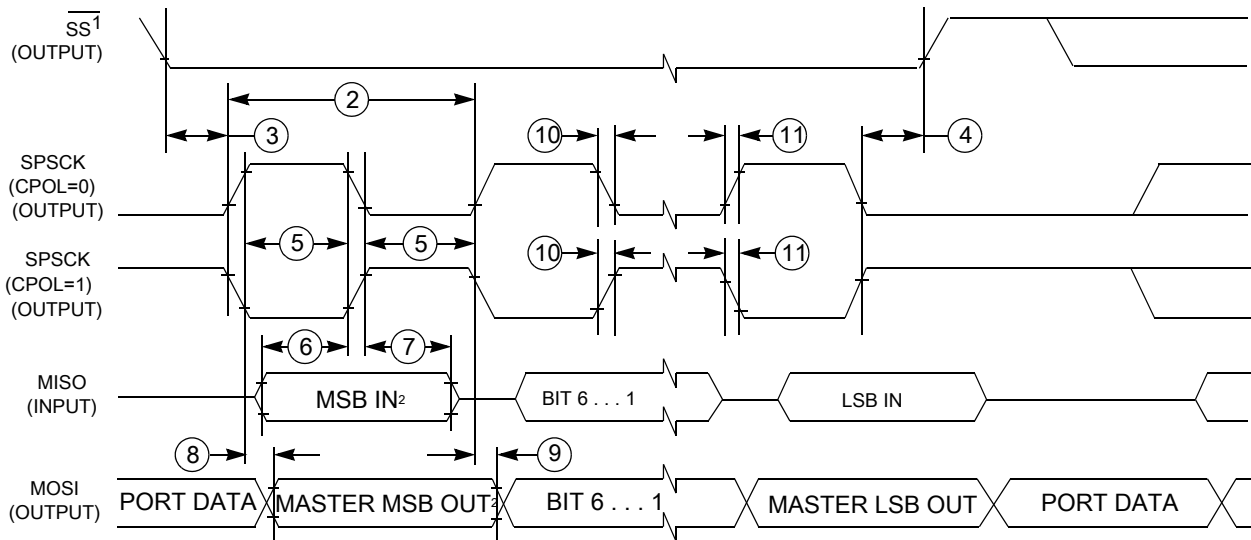 SS1
(OUTPUT)
2
3
10
11
4
SPSCK
(CPOL=0)
(OUTPUT)
5
5
SPSCK
(CPOL=1)
(OUTPUT)
10
11
6
7
MISO
(INPUT)
MSB IN2
BIT 6 . . . 1
LSB IN
8
9
MOSI
(OUTPUT)
PORT DATA
MASTER MSB OUT2
BIT 6 . . . 1
MASTER LSB OUT
PORT DATA